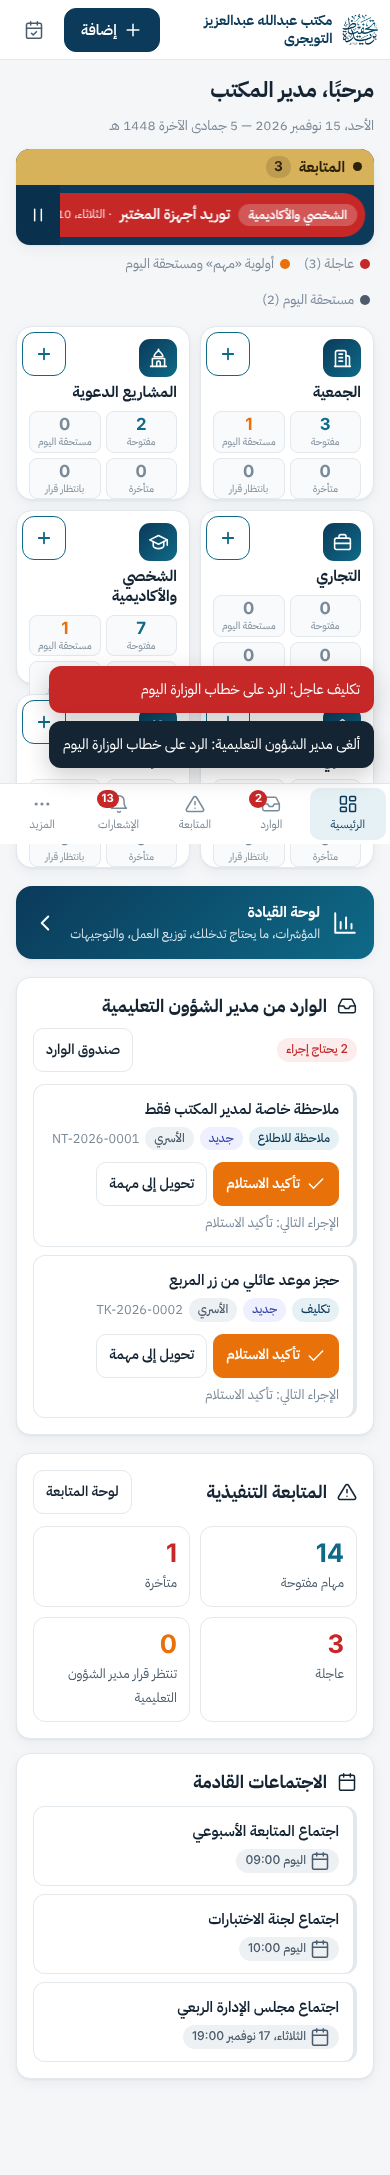 مكتب عبدالله عبدالعزيز
التويجري
إضافة
مرحبًا، مدير المكتب
الأحد، 15 نوفمبر 2026 — 5 جمادى الآخرة 1448 هـ
المتابعة 3
الشخصي والأكاديمية توريد أجهزة المختبر · الثلاثاء، 10
عاجلة (3) أولوية «مهم» ومستحقة اليوم
مستحقة اليوم (2)
الجمعية
3 مفتوحة
1 مستحقة اليوم
0 متأخرة
0 بانتظار قرار
المشاريع الدعوية
2 مفتوحة
0 مستحقة اليوم
0 متأخرة
0 بانتظار قرار
التجاري
0 مفتوحة
0 مستحقة اليوم
0
0
الشخصي
والأكاديمية
7 مفتوحة
1 مستحقة اليوم
تكليف عاجل: الرد على خطاب الوزارة اليوم
ألغى مدير الشؤون التعليمية: الرد على خطاب الوزارة اليوم
الرئيسية
2 الوارد
المتابعة
13 الإشعارات
المزيد
متأخرة
بانتظار قرار
متأخرة
بانتظار قرار
لوحة القيادة
المؤشرات، ما يحتاج تدخلك، توزيع العمل، والتوجيهات
الوارد من مدير الشؤون التعليمية
2 يحتاج إجراء
صندوق الوارد
ملاحظة خاصة لمدير المكتب فقط
ملاحظة للاطلاع جديد الأسري NT-2026-0001
تأكيد الاستلام تحويل إلى مهمة
الإجراء التالي: تأكيد الاستلام
حجز موعد عائلي من زر المربع
تكليف جديد الأسري TK-2026-0002
تأكيد الاستلام تحويل إلى مهمة
الإجراء التالي: تأكيد الاستلام
المتابعة التنفيذية
لوحة المتابعة
14
مهام مفتوحة
1
متأخرة
3
عاجلة
0
تنتظر قرار مدير الشؤون
التعليمية
الاجتماعات القادمة
اجتماع المتابعة الأسبوعي
اليوم 09:00
اجتماع لجنة الاختبارات
اليوم 10:00
اجتماع مجلس الإدارة الربعي
الثلاثاء، 17 نوفمبر 19:00